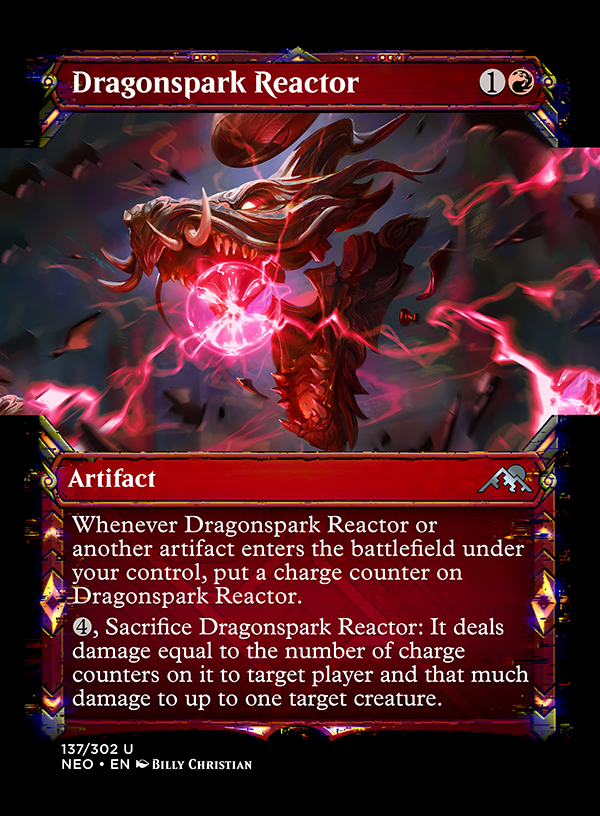 Dragonspark Reactor 1
Artifact
Whenever Dragonspark Reactor or
another artifact enters the battlefield under
your control, put a charge counter on
Dragonspark Reactor.
4, Sacrifice Dragonspark Reactor: It deals
damage equal to the number of charge
counters on it to target player and that much
damage to up to one target creature.
137/302 U
NEO • EN Billy Christian